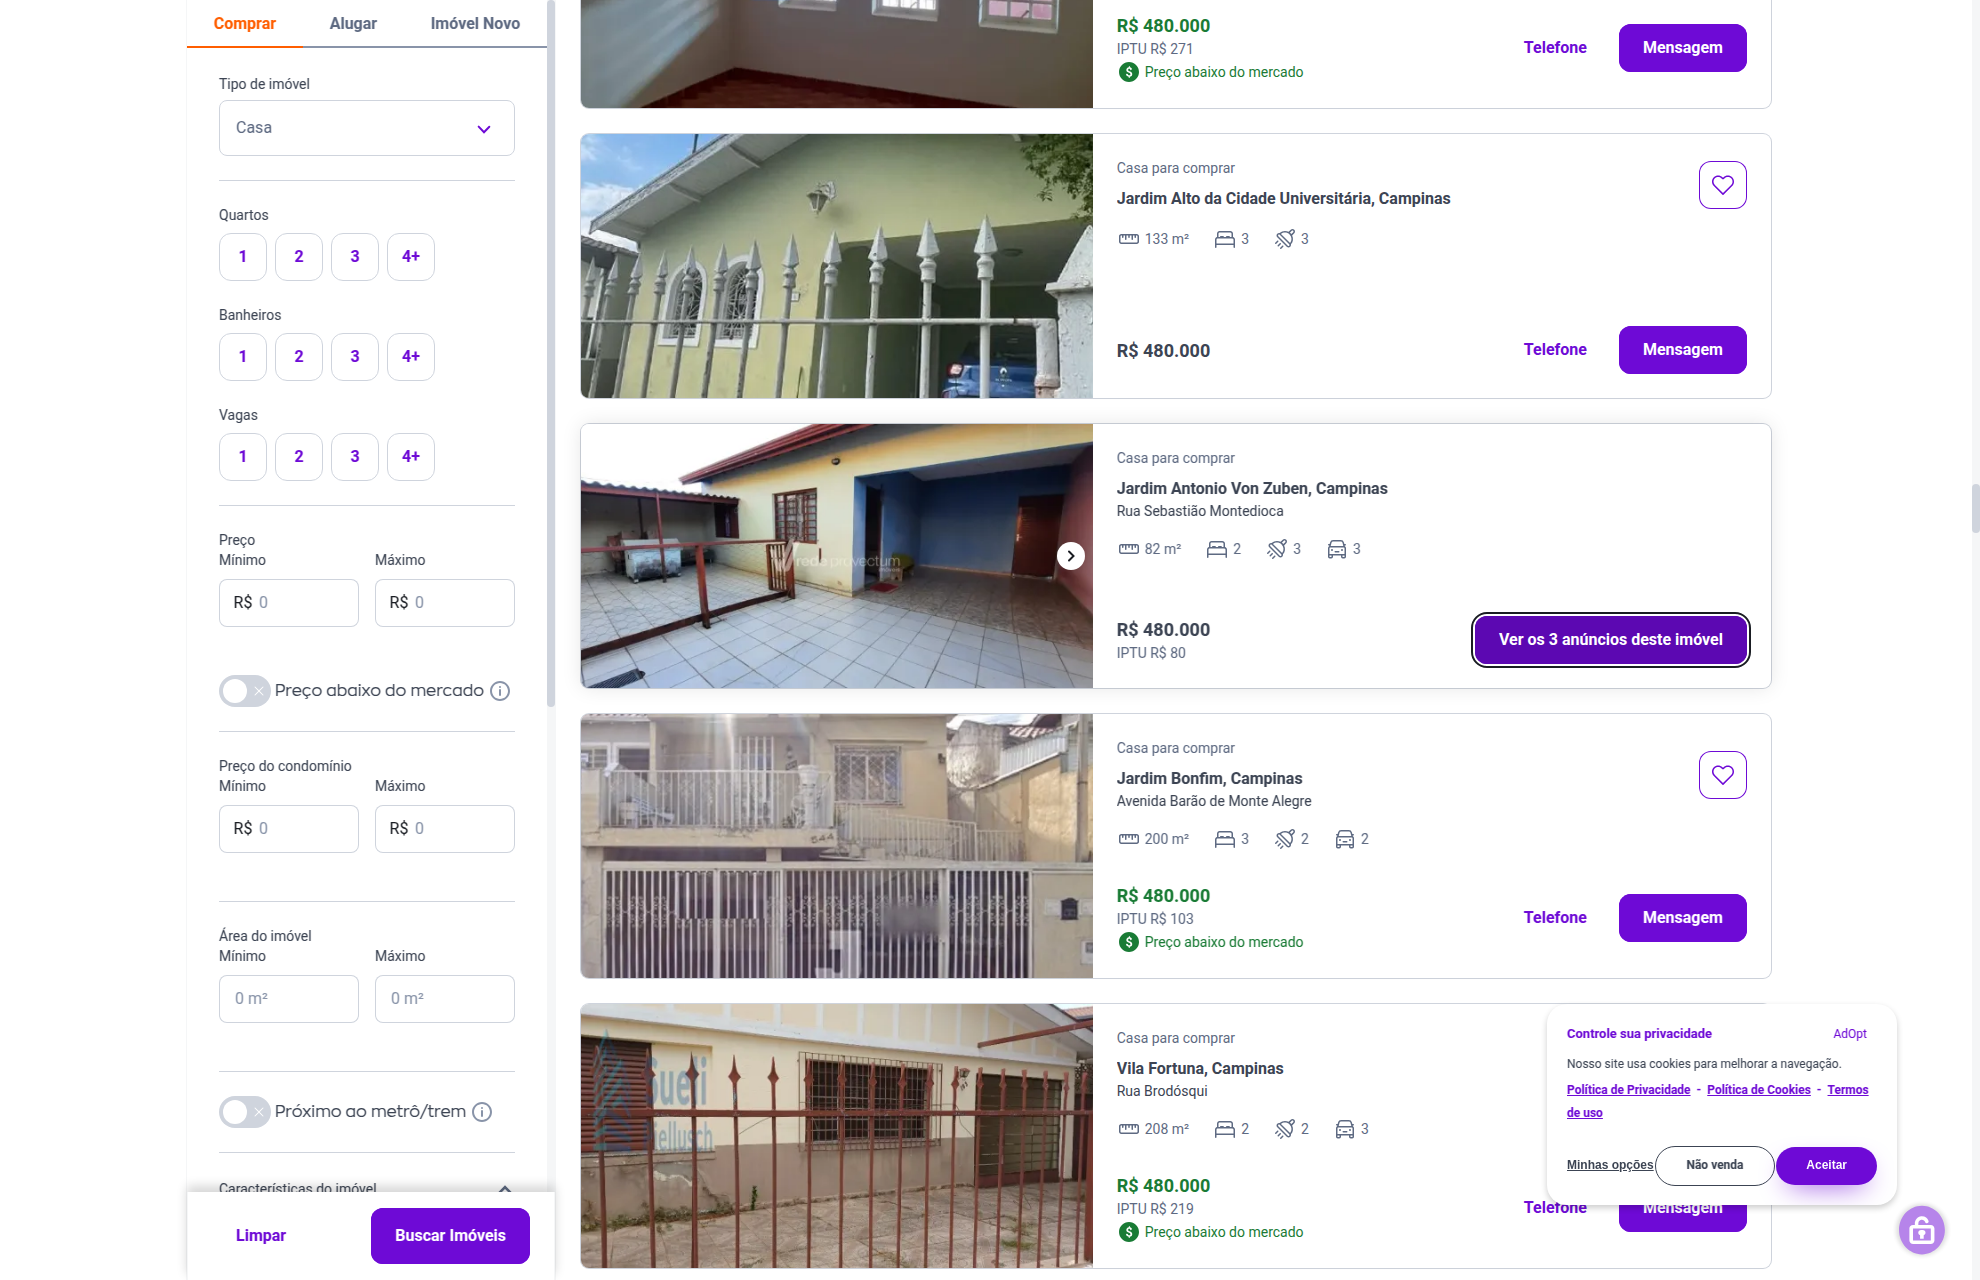 Comprar Alugar Imóvel Novo
Tipo de imóvel
Casa
Quartos
1 2 3 4+
Banheiros
1 2 3 4+
Vagas
1 2 3 4+
Preço
Mínimo Máximo
R$ 0 R$ 0
Preço abaixo do mercado
Preço do condomínio
Mínimo Máximo
R$ 0 R$ 0
Área do imóvel
Mínimo Máximo
0 m² 0 m²
Próximo ao metrô/trem
Características do imóvel
Limpar Buscar Imóveis
R$ 480.000
IPTU R$ 271
Preço abaixo do mercado
Telefone Mensagem
Casa para comprar
Jardim Alto da Cidade Universitária, Campinas
133 m² 3 3
R$ 480.000
Telefone Mensagem
rede provectum
Casa para comprar
Jardim Antonio Von Zuben, Campinas
Rua Sebastião Montedioca
82 m² 2 3 3
R$ 480.000
IPTU R$ 80
Ver os 3 anúncios deste imóvel
Casa para comprar
Jardim Bonfim, Campinas
Avenida Barão de Monte Alegre
200 m² 3 2 2
R$ 480.000
IPTU R$ 103
Preço abaixo do mercado
Telefone Mensagem
Casa para comprar
Vila Fortuna, Campinas
Rua Brodósqui
208 m² 2 2 3
R$ 480.000
IPTU R$ 219
Preço abaixo do mercado
Telefone Mensagem
Controle sua privacidade AdOpt
Nosso site usa cookies para melhorar a navegação.
Política de Privacidade - Política de Cookies - Termos
de uso
Minhas opções Não venda Aceitar